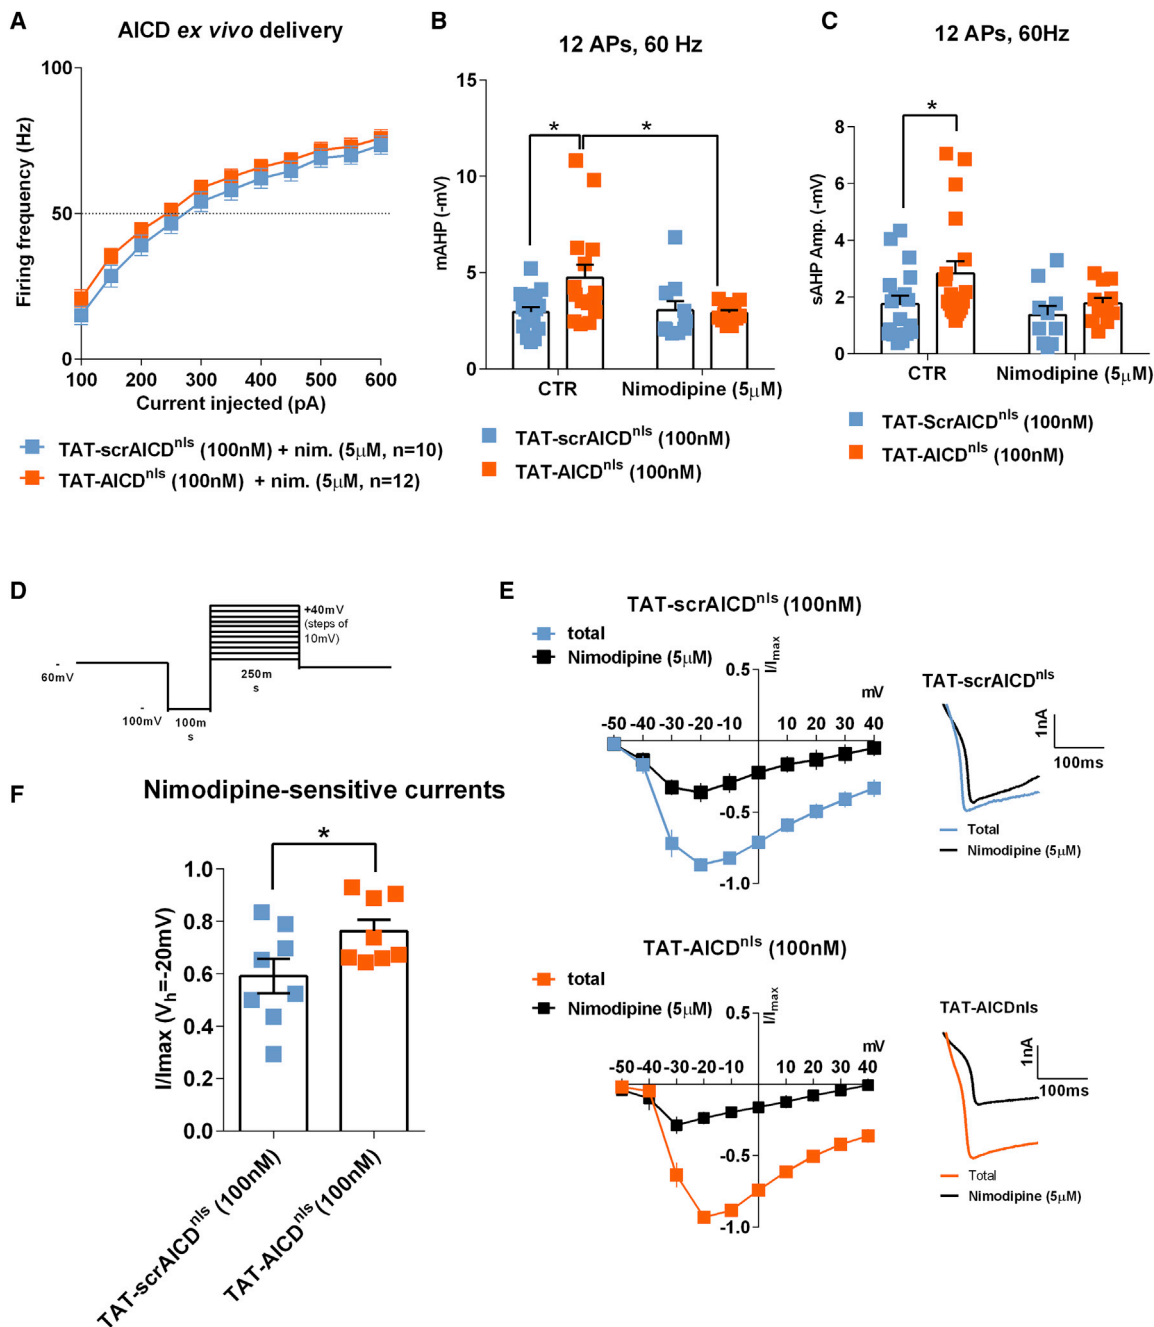 A
AICD ex vivo delivery
100
50
0
Firing frequency (Hz)
100 200 300 400 500 600
Current injected (pA)
TAT-scrAICDnls (100nM) + nim. (5μM, n=10)
TAT-AICDnls (100nM) + nim. (5μM, n=12)
B
12 APs, 60 Hz
15
10
5
0
mAHP (-mV)
* *
CTR Nimodipine (5μM)
TAT-scrAICDnls (100nM)
TAT-AICDnls (100nM)
C
12 APs, 60Hz
8
6
4
2
0
sAHP Amp. (-mV)
*
CTR Nimodipine (5μM)
TAT-ScrAICDnls (100nM)
TAT-AICDnls (100nM)
D
+40mV
(steps of
10mV)
-
60mV
250m
s
-
100mV
100m
s
E
TAT-scrAICDnls (100nM)
total
Nimodipine (5μM)
0.5
I/Imax
mV
-50 -40 -30 -20 -10 10 20 30 40
-0.5
-1.0
TAT-scrAICDnls
1nA
100ms
Total
Nimodipine (5μM)
TAT-AICDnls (100nM)
total
Nimodipine (5μM)
0.5
I/Imax
mV
-50 -40 -30 -20 -10 10 20 30 40
-0.5
-1.0
TAT-AICDnls
1nA
100ms
Total
Nimodipine (5μM)
F
Nimodipine-sensitive currents
*
1.0
0.8
0.6
0.4
0.2
0.0
I/Imax (Vh=-20mV)
TAT-scrAICDnls (100nM)
TAT-AICDnls (100nM)